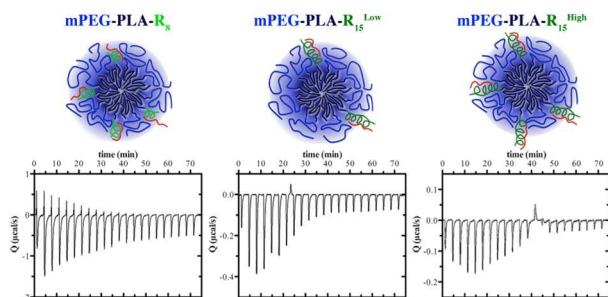 mPEG-PLA-R8
mPEG-PLA-R15Low
mPEG-PLA-R15High
time (min)
0 10 20 30 40 50 60 70
1
0
-1
Q (μcal/s)
time (min)
0 10 20 30 40 50 60 70
0.0
-0.2
-0.4
Q (μcal/s)
time (min)
0 10 20 30 40 50 60 70
0.1
0.0
-0.1
-0.2
Q (μcal/s)